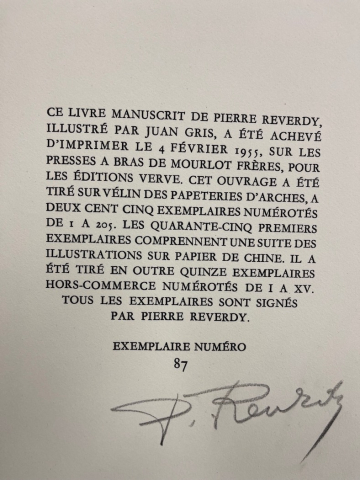 CE LIVRE MANUSCRIT DE PIERRE REVERDY,
ILLUSTRÉ PAR JUAN GRIS, A ÉTÉ ACHEVÉ
D'IMPRIMER LE 4 FÉVRIER 1955, SUR LES
PRESSES A BRAS DE MOURLOT FRÈRES, POUR
LES ÉDITIONS VERVE. CET OUVRAGE A ÉTÉ
TIRÉ SUR VÉLIN DES PAPETERIES D'ARCHES, A
DEUX CENT CINQ EXEMPLAIRES NUMÉROTÉS
DE 1 A 205. LES QUARANTE-CINQ PREMIERS
EXEMPLAIRES COMPRENNENT UNE SUITE DES
ILLUSTRATIONS SUR PAPIER DE CHINE. IL A
ÉTÉ TIRÉ EN OUTRE QUINZE EXEMPLAIRES
HORS-COMMERCE NUMÉROTÉS DE I A XV.
TOUS LES EXEMPLAIRES SONT SIGNÉS
PAR PIERRE REVERDY.
EXEMPLAIRE NUMÉRO
87
P. Reverdy